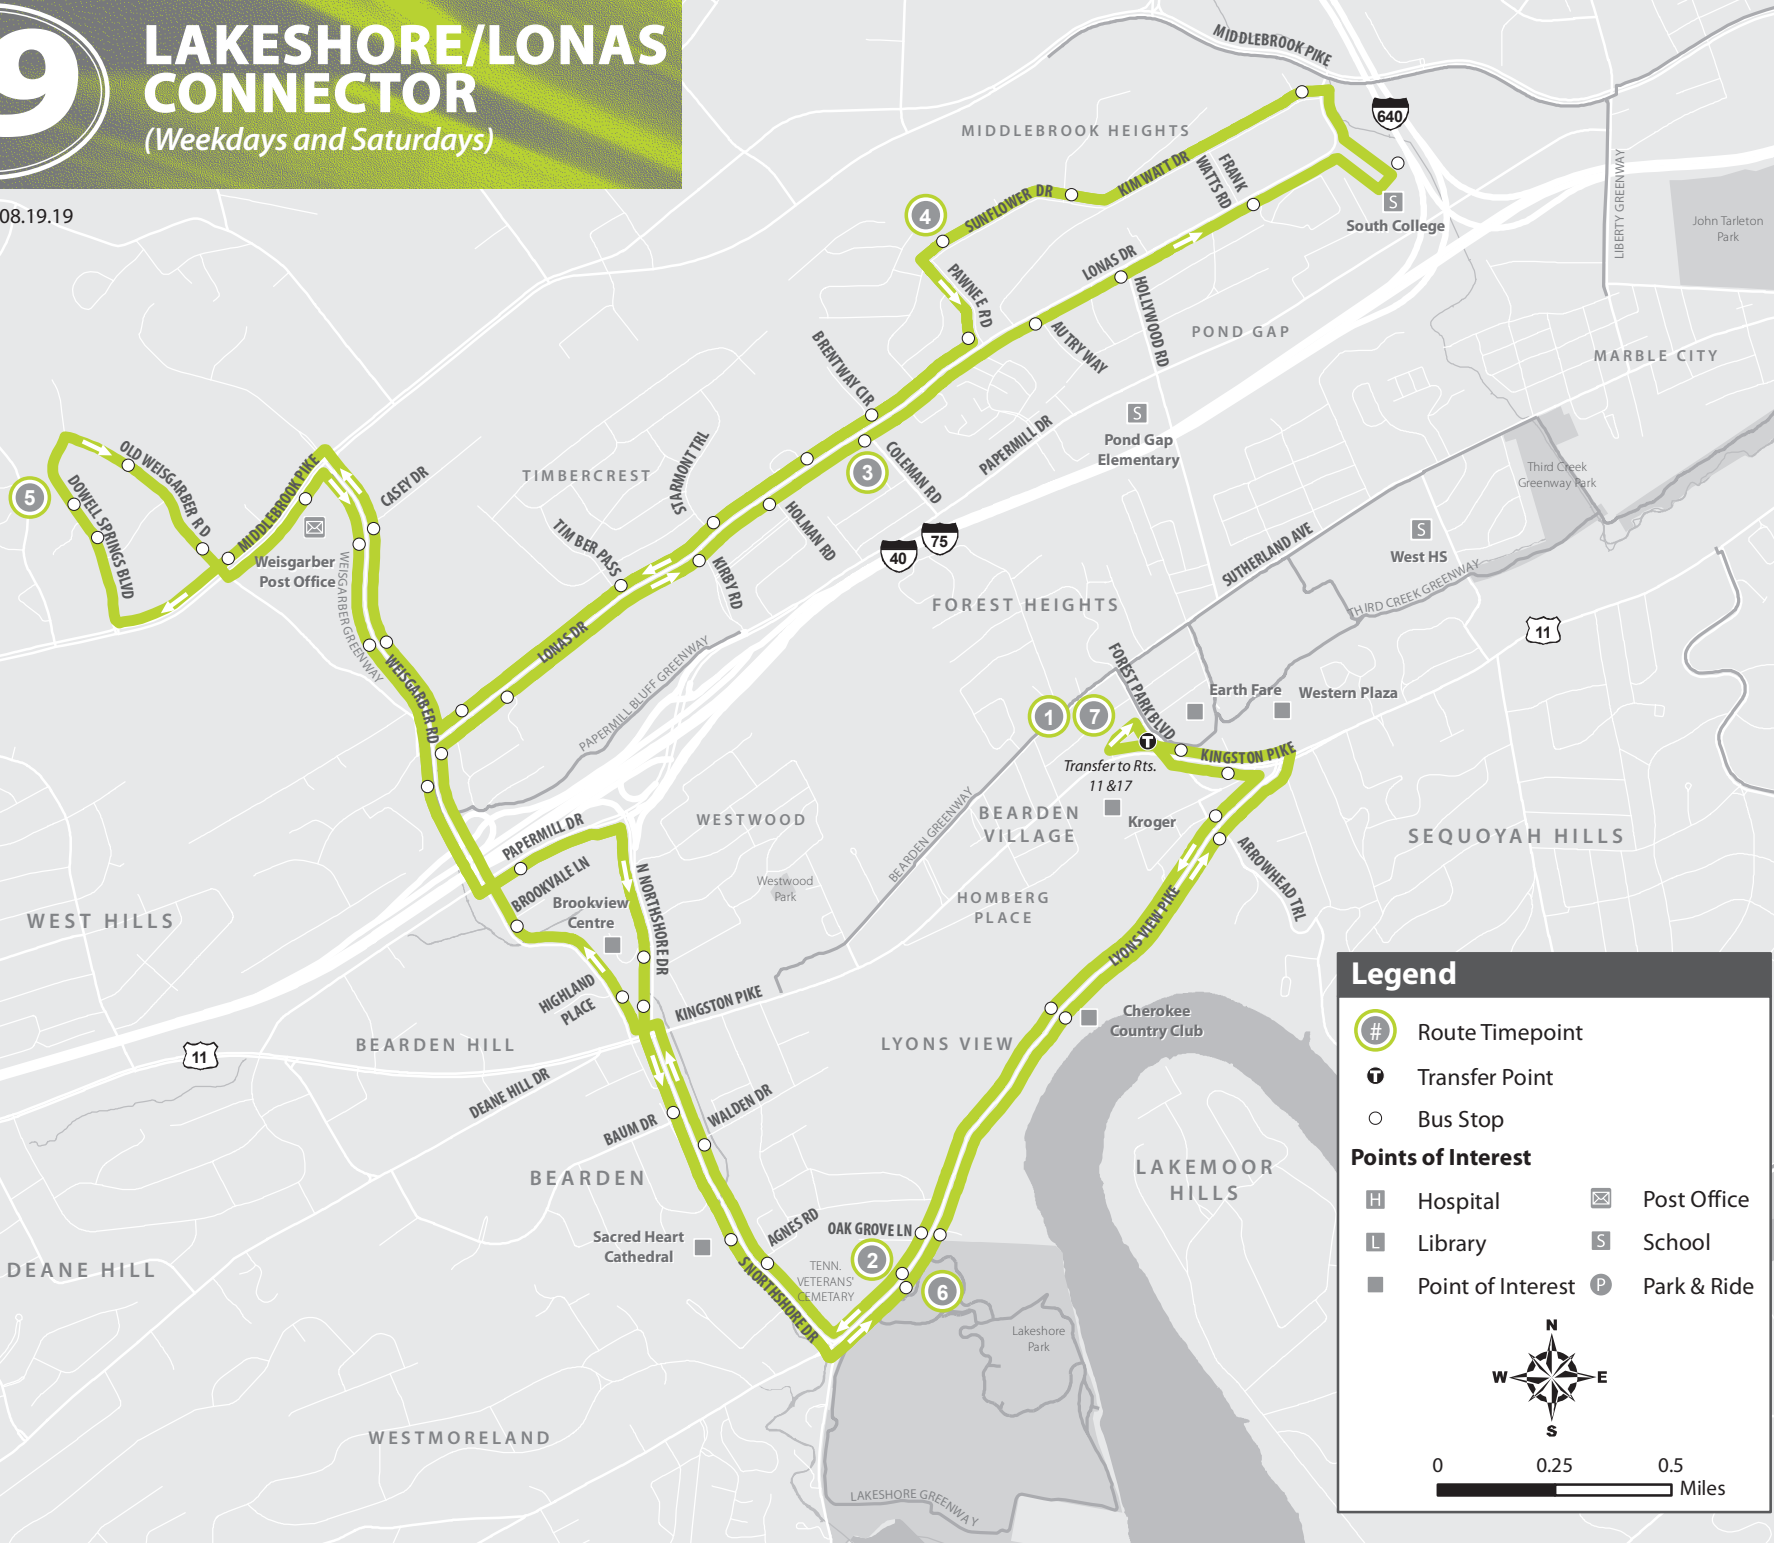 9
LAKESHORE/LONAS
CONNECTOR
(Weekdays and Saturdays)
08.19.19
MIDDLEBROOK PIKE
640
MIDDLEBROOK HEIGHTS
KIM WATT DR
FRANK
WATTS RD
SUNFLOWER DR
4
S
South College
LIBERTY GREENWAY
John Tarleton
Park
PAWNEE RD
LONAS DR
HOLLYWOOD RD
AUTRY WAY
POND GAP
MARBLE CITY
BRENTWAY CIR
S
Pond Gap
Elementary
PAPERMILL DR
COLEMAN RD
3
STARMONT TRL
TIMBERCREST
HOLMAN RD
TIMBER PASS
KIRBY RD
40
75
LONAS DR
5
OLD WEISGARBER RD
DOWELL SPRINGS BLVD
MIDDLEBROOK PIKE
CASEY DR
Weisgarber
Post Office
WEISGARBER GREENWAY
WEISGARBER RD
Third Creek
Greenway Park
S
West HS
SUTHERLAND AVE
THIRD CREEK GREENWAY
11
FOREST HEIGHTS
PAPERMILL BLUFF GREENWAY
FOREST PARK BLVD
Earth Fare
Western Plaza
1
7
T
KINGSTON PIKE
Transfer to Rts.
11 &17
Kroger
BEARDEN
VILLAGE
BEARDEN GREENWAY
SEQUOYAH HILLS
ARROWHEAD TRL
WESTWOOD
Westwood
Park
PAPERMILL DR
BROOKVALE LN
Brookview
Centre
N NORTHSHORE DR
HOMBERG
PLACE
LYONS VIEW PIKE
WEST HILLS
HIGHLAND
PLACE
KINGSTON PIKE
Cherokee
Country Club
LYONS VIEW
BEARDEN HILL
11
DEANE HILL DR
BAUM DR
WALDEN DR
BEARDEN
LAKEMOOR
HILLS
Sacred Heart
Cathedral
AGNES RD
OAK GROVE LN
2
6
TENN.
VETERANS'
CEMETARY
S NORTHSHORE DR
DEANE HILL
Lakeshore
Park
WESTMORELAND
LAKESHORE GREENWAY
Legend
# Route Timepoint
T Transfer Point
Bus Stop
Points of Interest
H Hospital
Post Office
L Library
S School
Point of Interest
P Park & Ride
N
W E
S
0 0.25 0.5
Miles